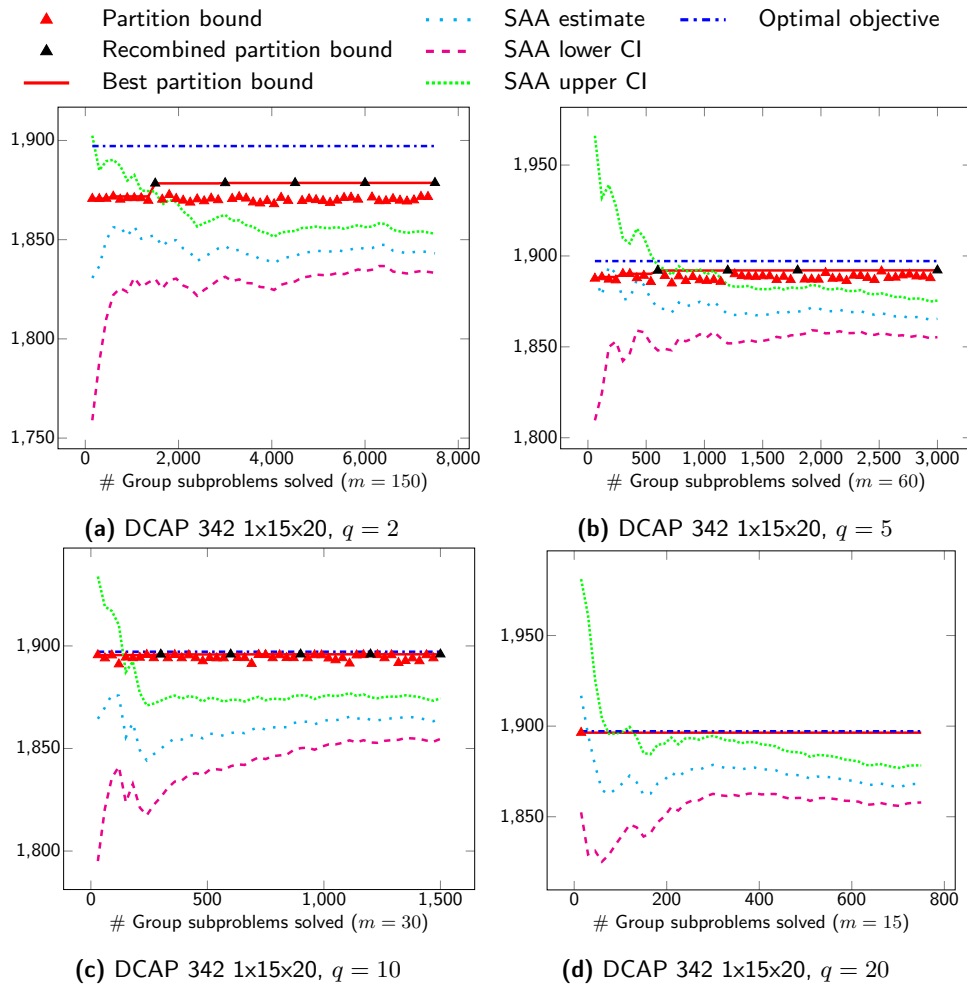 Partition bound
Recombined partition bound
Best partition bound
SAA estimate
SAA lower CI
SAA upper CI
Optimal objective
1,900
1,850
1,800
1,750
0 2,000 4,000 6,000 8,000
# Group subproblems solved (m = 150)
(a) DCAP 342 1x15x20, q = 2
1,950
1,900
1,850
1,800
0 500 1,000 1,500 2,000 2,500 3,000
# Group subproblems solved (m = 60)
(b) DCAP 342 1x15x20, q = 5
1,900
1,850
1,800
0 500 1,000 1,500
# Group subproblems solved (m = 30)
(c) DCAP 342 1x15x20, q = 10
1,950
1,900
1,850
0 200 400 600 800
# Group subproblems solved (m = 15)
(d) DCAP 342 1x15x20, q = 20